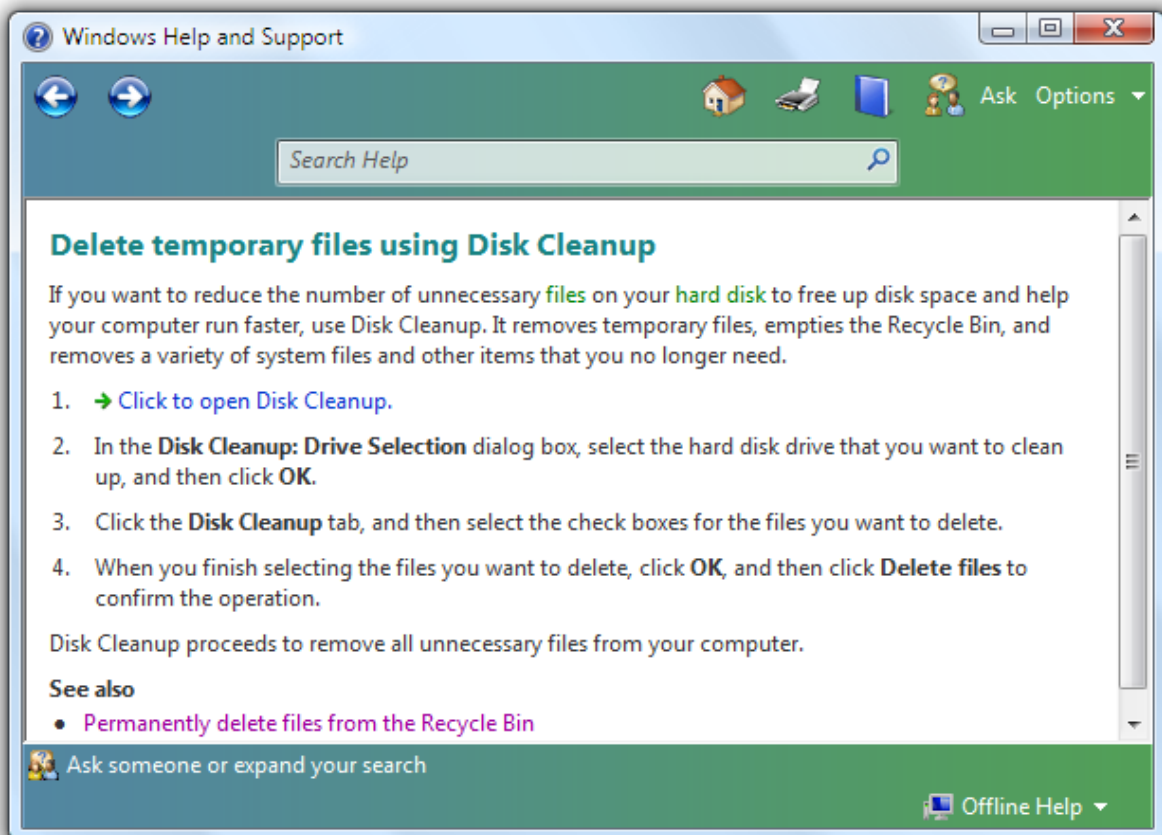 Windows Help and Support
Ask Options
Search Help
Delete temporary files using Disk Cleanup
If you want to reduce the number of unnecessary files on your hard disk to free up disk space and help
your computer run faster, use Disk Cleanup. It removes temporary files, empties the Recycle Bin, and
removes a variety of system files and other items that you no longer need.
1. Click to open Disk Cleanup.
2. In the Disk Cleanup: Drive Selection dialog box, select the hard disk drive that you want to clean
up, and then click OK.
3. Click the Disk Cleanup tab, and then select the check boxes for the files you want to delete.
4. When you finish selecting the files you want to delete, click OK, and then click Delete files to
confirm the operation.
Disk Cleanup proceeds to remove all unnecessary files from your computer.
See also
• Permanently delete files from the Recycle Bin
Ask someone or expand your search
Offline Help